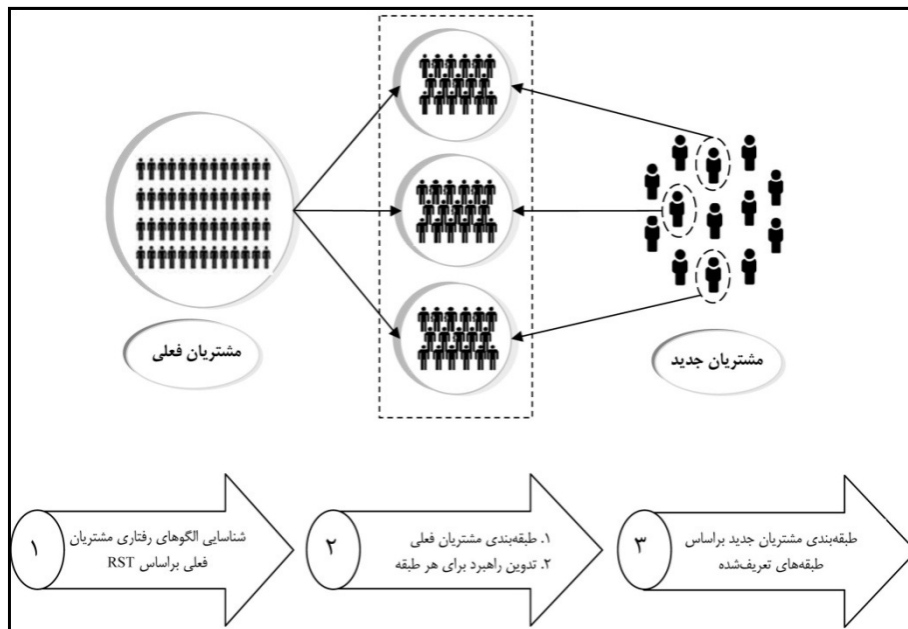 مشتریان فعلی
مشتریان جدید
۱
شناسایی الگوهای رفتاری مشتریان
فعلی براساس RST
۲
۱. طبقه‌بندی مشتریان فعلی
۲. تدوین راهبرد برای هر طبقه
۳
طبقه‌بندی مشتریان جدید براساس
طبقه‌های تعریف‌شده